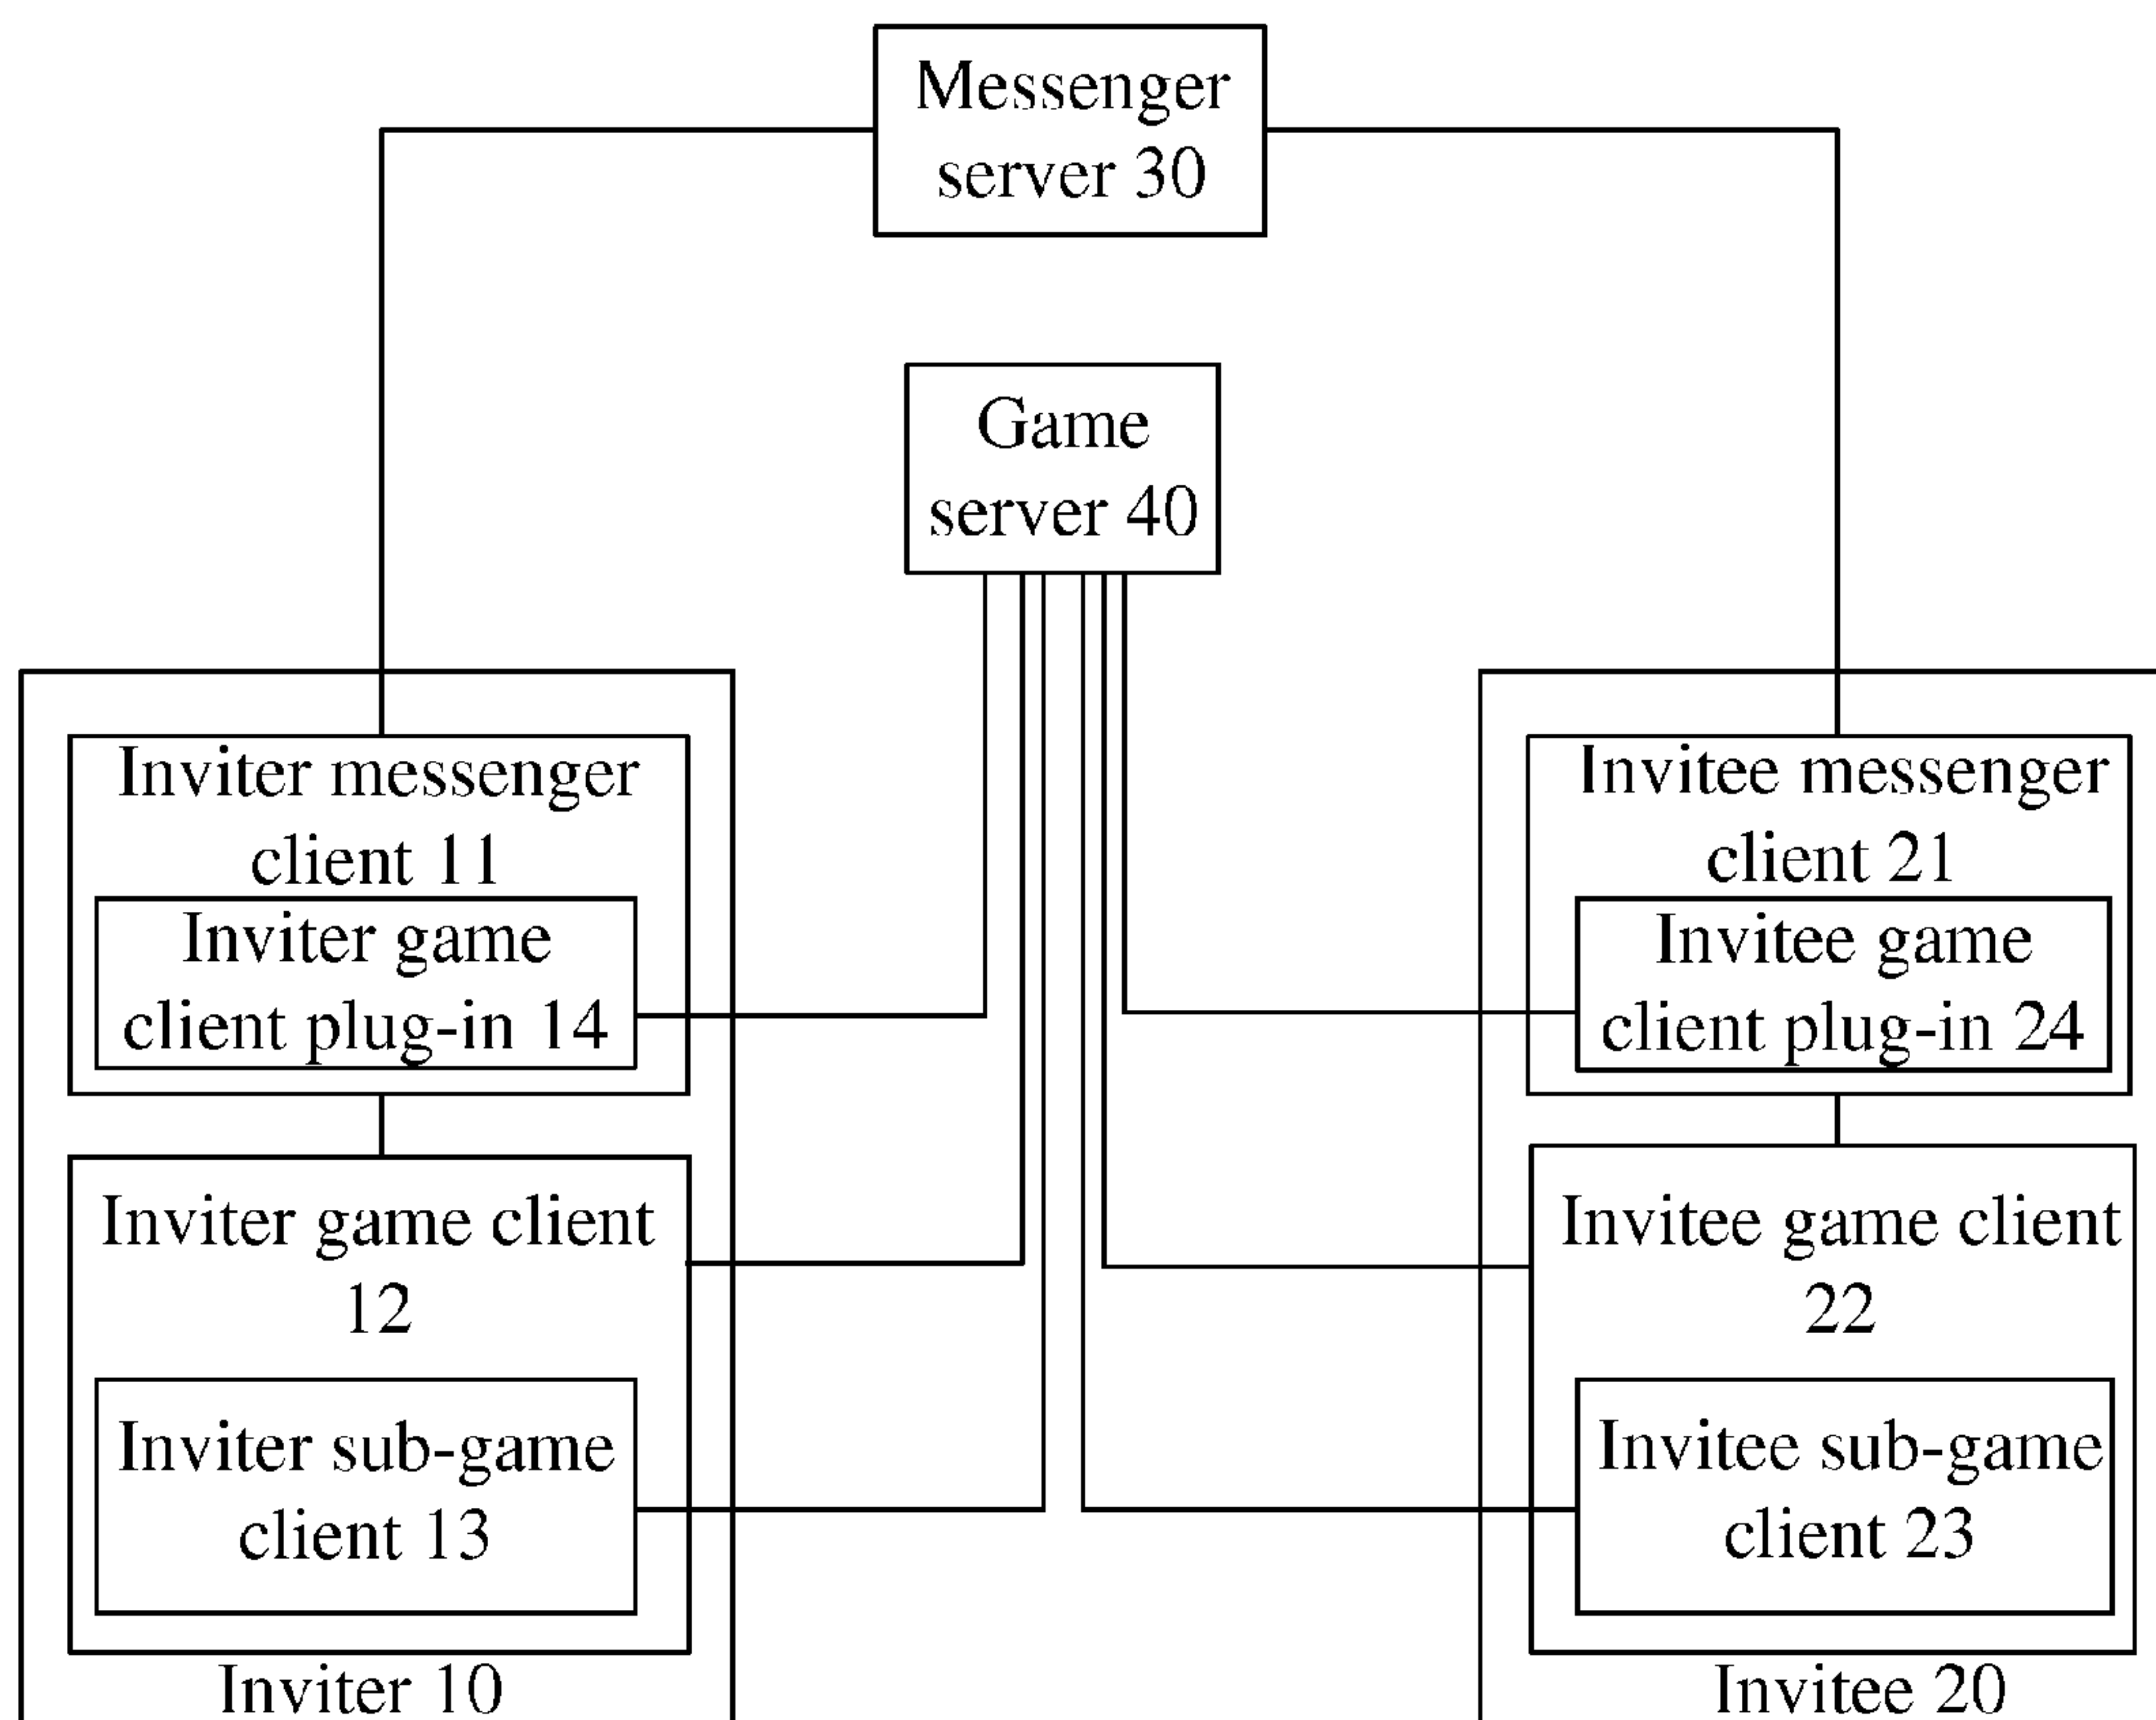 Messenger
server 30
Game
server 40
Inviter messenger
client 11
Inviter game
client plug-in 14
Inviter game client
12
Inviter sub-game
client 13
Inviter 10
Invitee messenger
client 21
Invitee game
client plug-in 24
Invitee game client
22
Invitee sub-game
client 23
Invitee 20